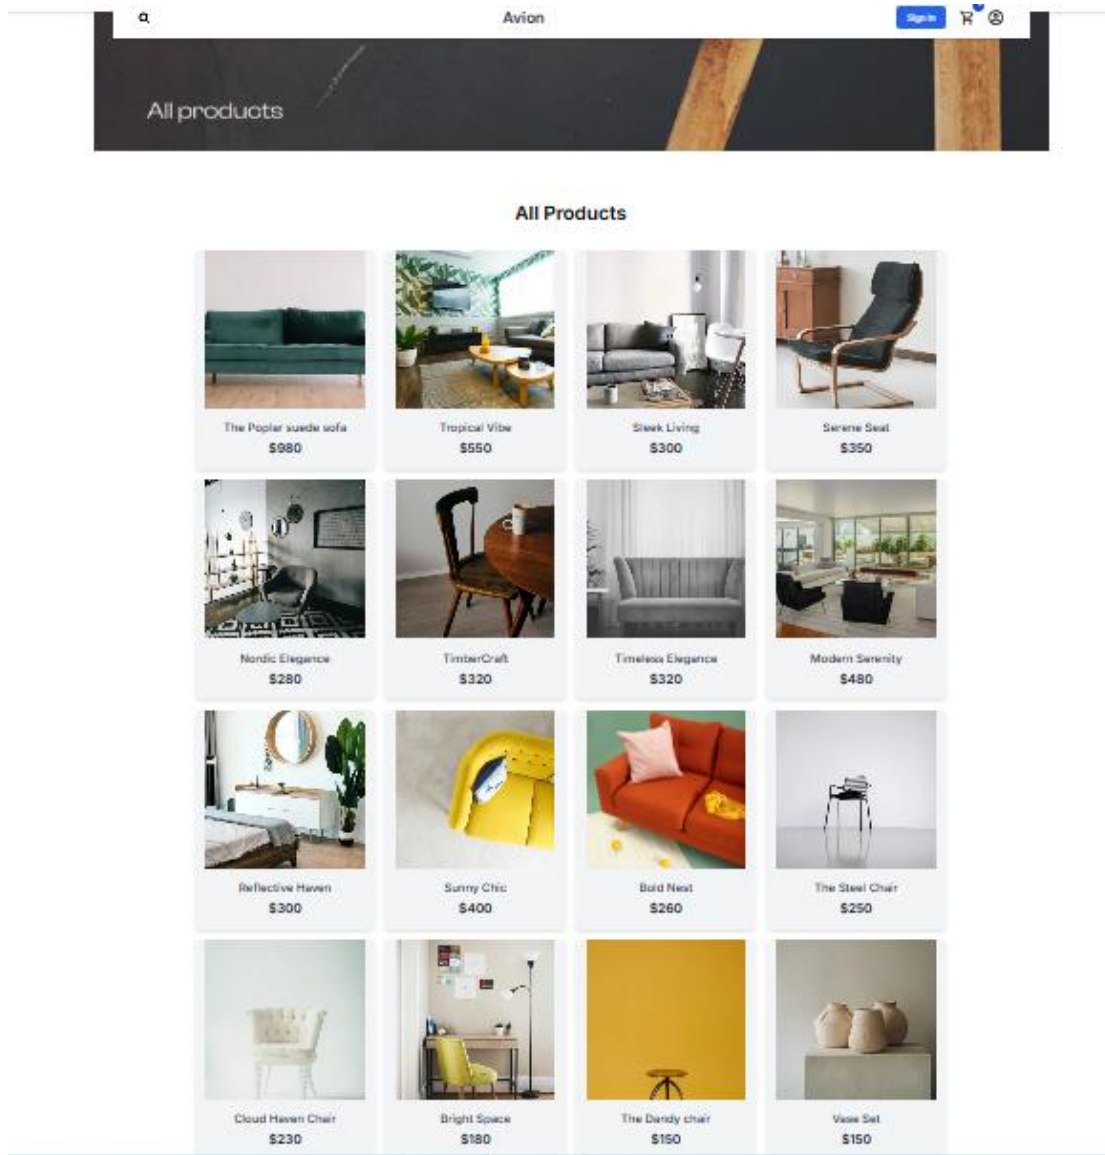 Avion
Sign In
All products
All Products
The Poplar suede sofa
$980
Tropical Vibe
$550
Sleek Living
$300
Serene Seat
$350
Nordic Elegance
$280
TimberCraft
$320
Timeless Elegance
$320
Modern Serenity
$480
Reflective Haven
$300
Sunny Chic
$400
Bold Nest
$260
The Steel Chair
$250
Cloud Haven Chair
$230
Bright Space
$180
The Dandy chair
$150
Vase Set
$150